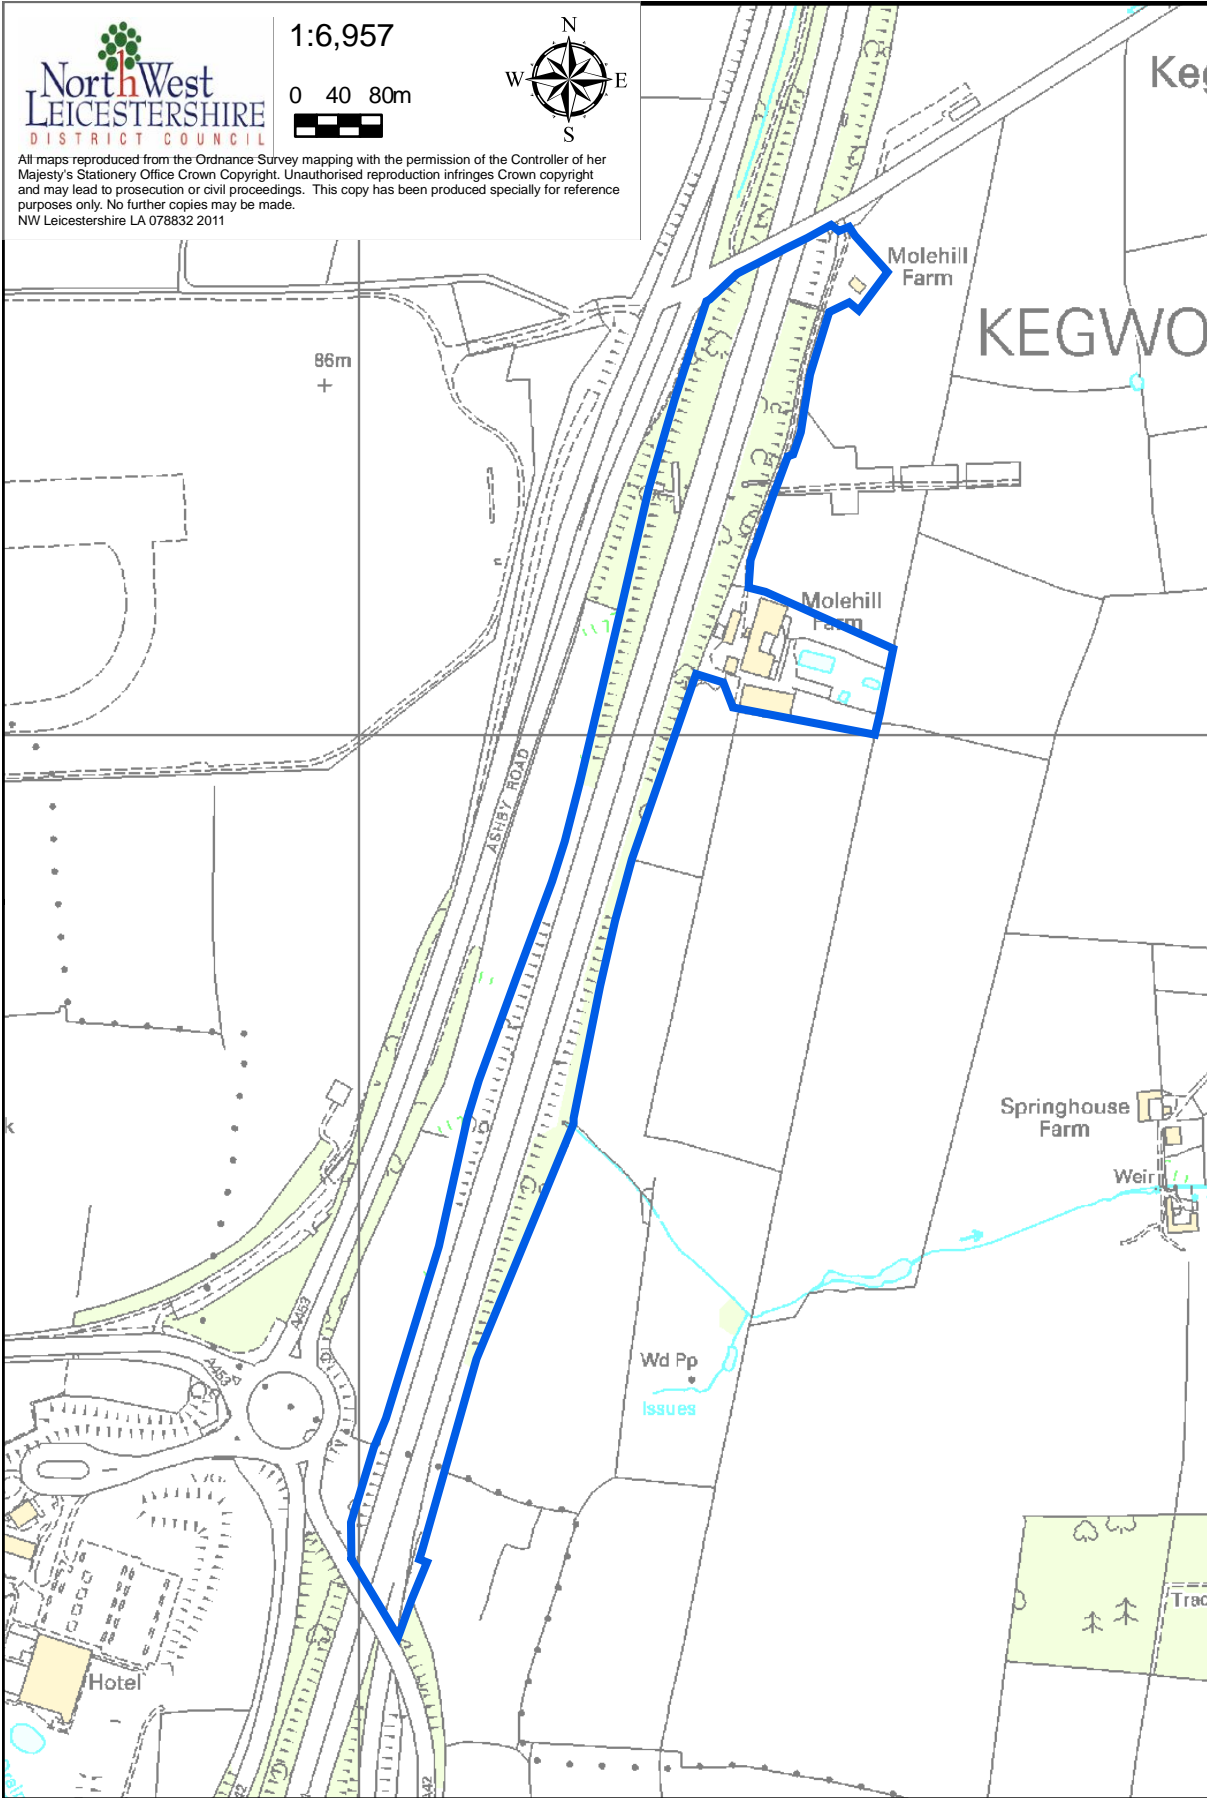 NorthWest
LEICESTERSHIRE
DISTRICT COUNCIL
1:6,957
0 40 80m
N
W E
S
All maps reproduced from the Ordnance Survey mapping with the permission of the Controller of her
Majesty's Stationery Office Crown Copyright. Unauthorised reproduction infringes Crown copyright
and may lead to prosecution or civil proceedings. This copy has been produced specially for reference
purposes only. No further copies may be made.
NW Leicestershire LA 078832 2011
Keg
Molehill
Farm
KEGWO
86m
Molehill
Farm
ASHBY ROAD
Springhouse
Farm
k
Weir
A453
A453
Wd Pp
Issues
Trac
Hotel
Drain
42
A42